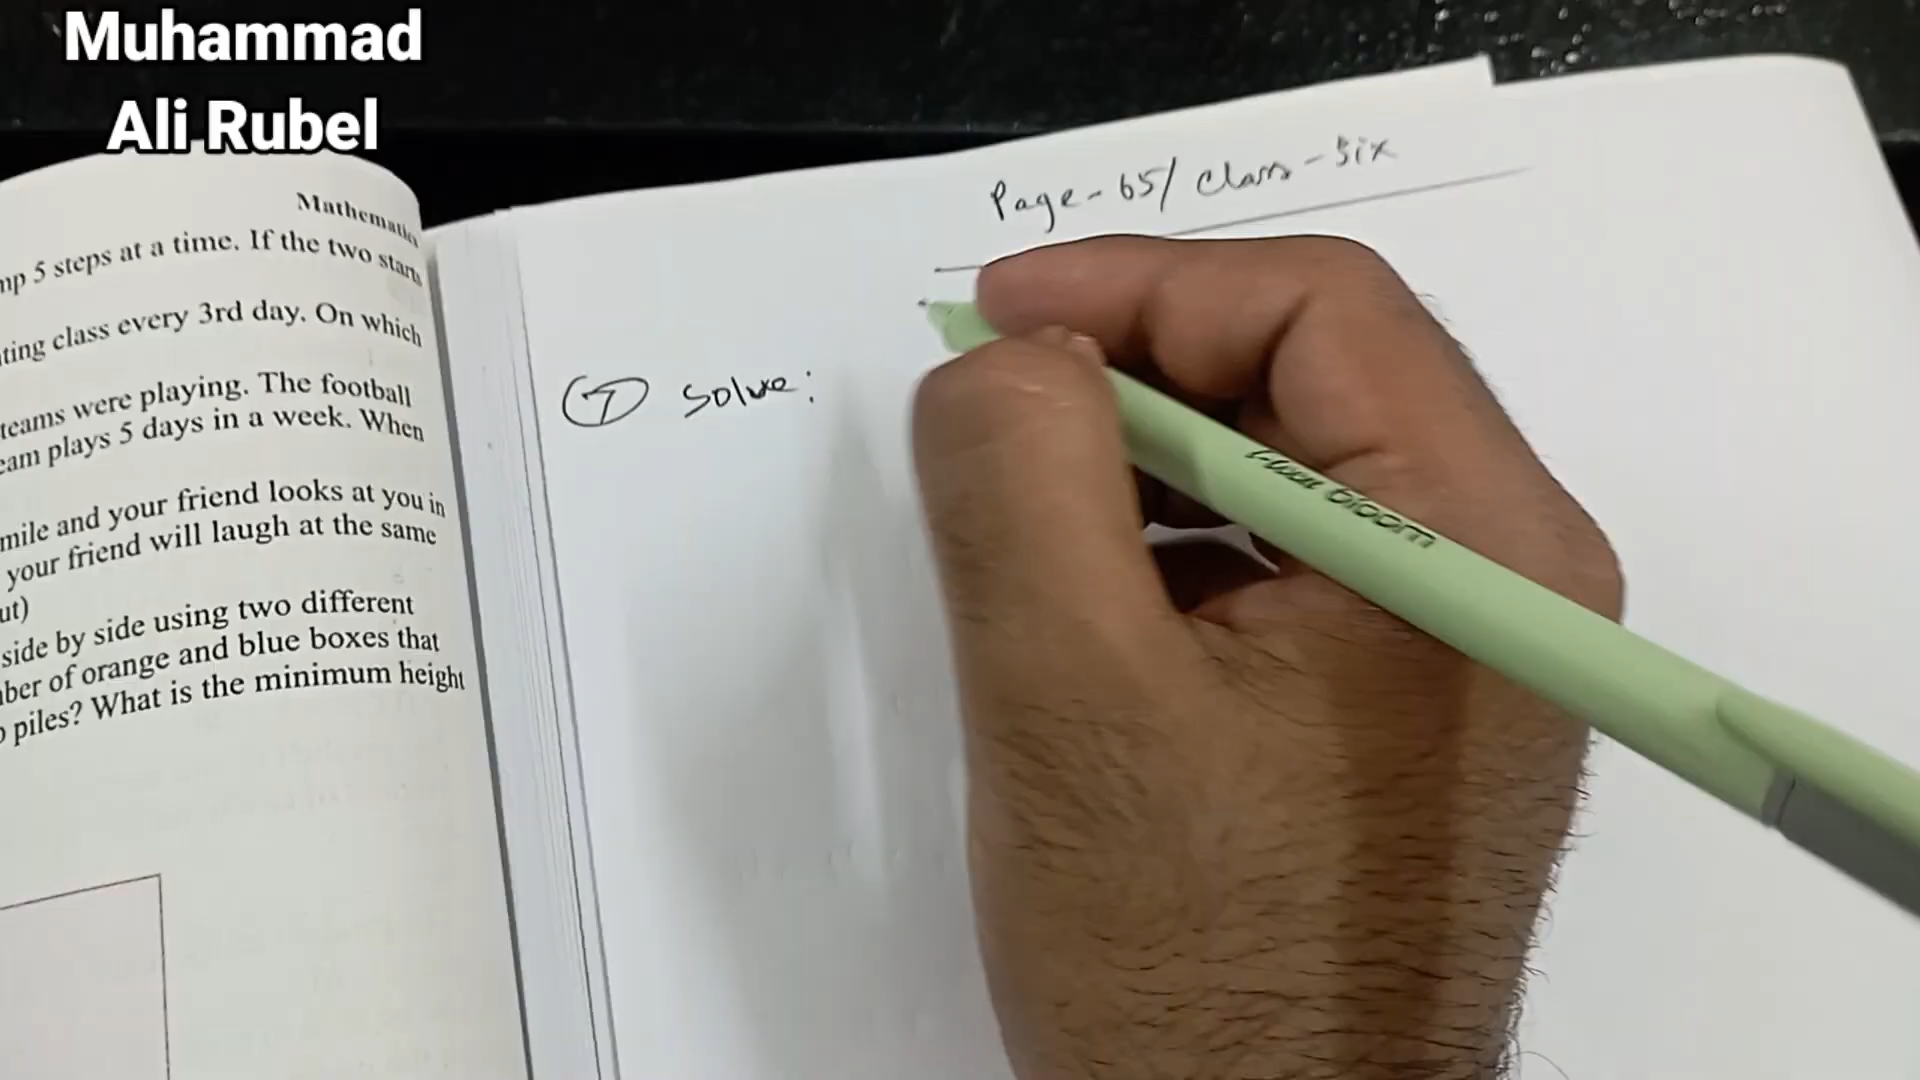 Muhammad
Ali Rubel
Mathematic
mp 5 steps at a time. If the two starts
ting class every 3rd day. On which
teams were playing. The football
eam plays 5 days in a week. When
mile and your friend looks at you in
your friend will laugh at the same
ut)
side by side using two different
ber of orange and blue boxes that
o piles? What is the minimum height
Page - 65/ Class - Six
7 Solve:
bloom